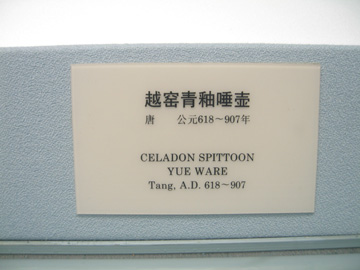 越窑青釉唾壶
唐 公元618～907年
CELADON SPITTOON
YUE WARE
Tang, A.D. 618～907